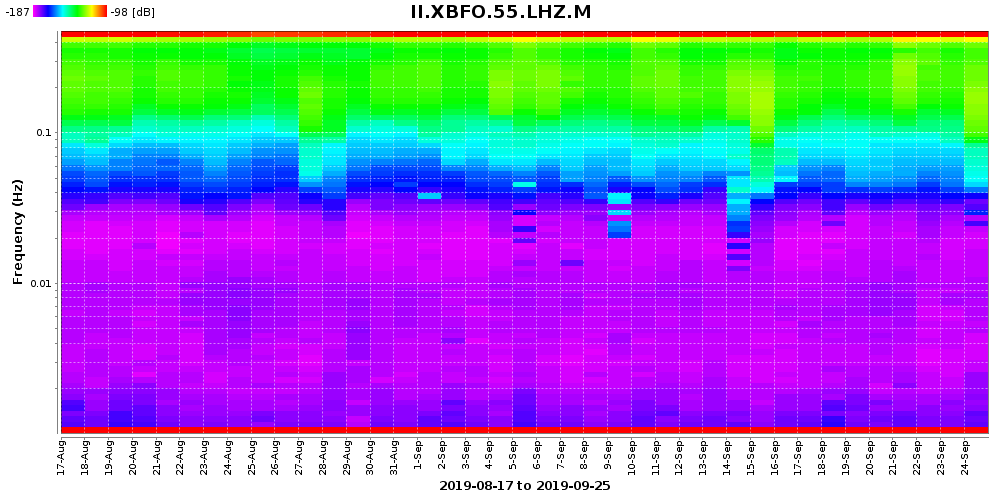 II.XBFO.55.LHZ.M
-187 -98 [dB]
Frequency (Hz)
0.1
0.01
17-Aug 18-Aug 19-Aug 20-Aug 21-Aug 22-Aug 23-Aug 24-Aug 25-Aug 26-Aug 27-Aug 28-Aug 29-Aug 30-Aug 31-Aug 1-Sep 2-Sep 3-Sep 4-Sep 5-Sep 6-Sep 7-Sep 8-Sep 9-Sep 10-Sep 11-Sep 12-Sep 13-Sep 14-Sep 15-Sep 16-Sep 17-Sep 18-Sep 19-Sep 20-Sep 21-Sep 22-Sep 23-Sep 24-Sep
2019-08-17 to 2019-09-25